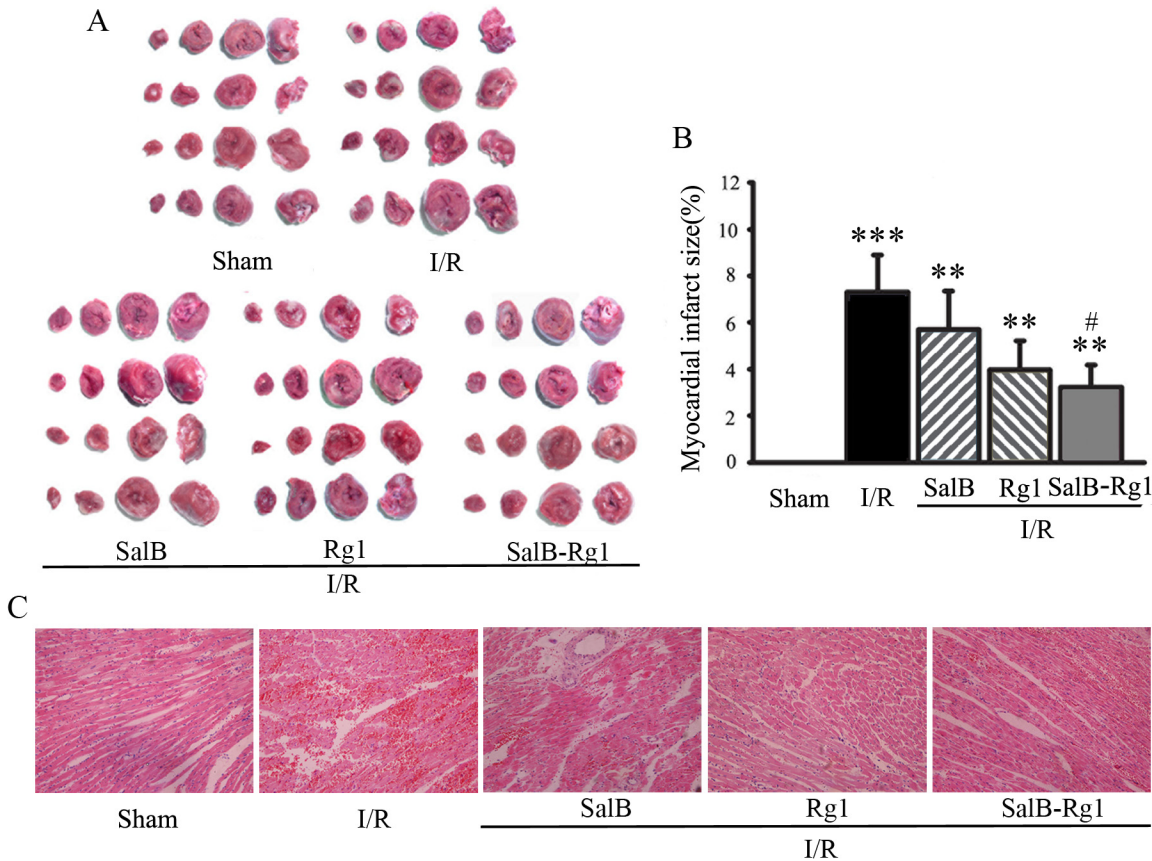 A
Sham I/R
SalB Rg1 SalB-Rg1
I/R
B
Myocardial infarct size(%)
12
10
8
6
4
2
0
***
**
**
#
**
Sham I/R SalB Rg1 SalB-Rg1
I/R
C
Sham I/R SalB Rg1 SalB-Rg1
I/R